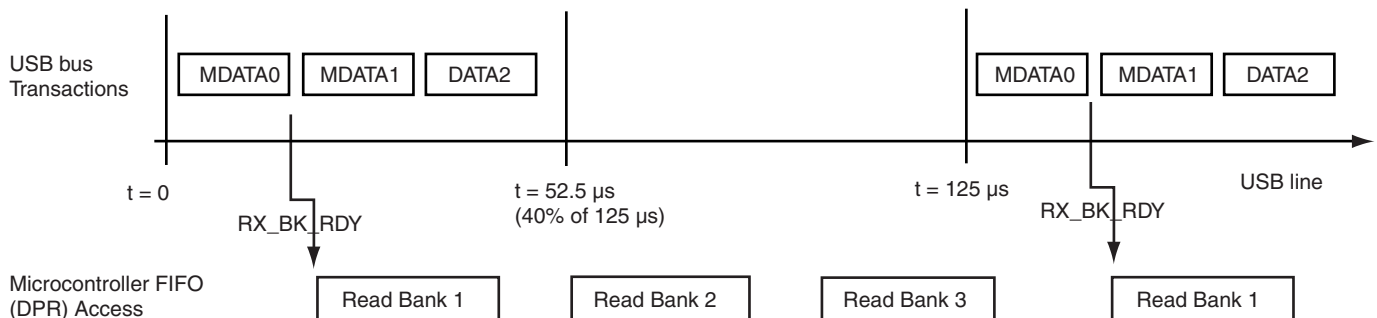 USB bus
Transactions
MDATA0 MDATA1 DATA2 MDATA0 MDATA1 DATA2
t = 0
t = 52.5 µs
(40% of 125 µs)
t = 125 µs
USB line
RX_BK_RDY
RX_BK_RDY
Microcontroller FIFO
(DPR) Access
Read Bank 1 Read Bank 2 Read Bank 3 Read Bank 1